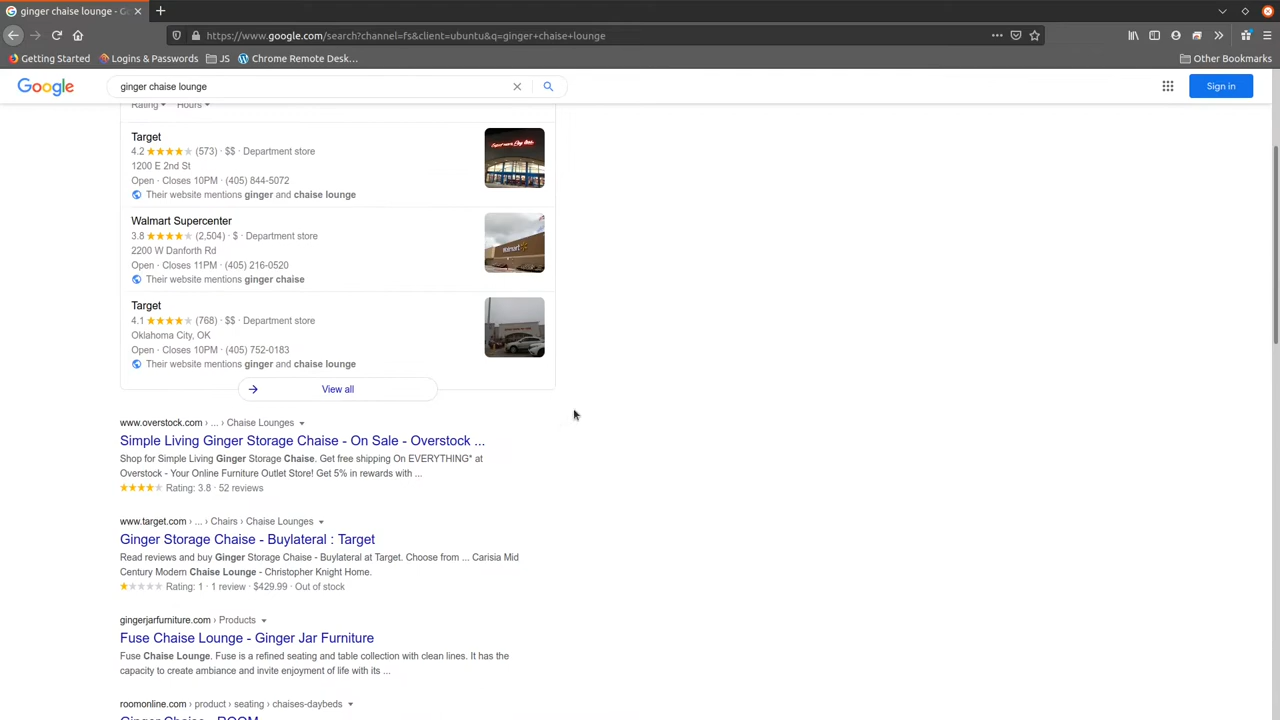 ginger chaise lounge - G
https://www.google.com/search?channel=fs&client=ubuntu&q=ginger+chaise+lounge
Getting Started
Logins & Passwords
JS
Chrome Remote Desk…
Other Bookmarks
Google
ginger chaise lounge
Sign in
Rating
Hours
Target
4.2 (573) · $$ · Department store
1200 E 2nd St
Open · Closes 10PM · (405) 844-5072
Their website mentions ginger and chaise lounge
Walmart Supercenter
3.8 (2,504) · $ · Department store
2200 W Danforth Rd
Open · Closes 11PM · (405) 216-0520
Their website mentions ginger chaise
Walmart
Target
4.1 (768) · $$ · Department store
Oklahoma City, OK
Open · Closes 10PM · (405) 752-0183
Their website mentions ginger and chaise lounge
View all
www.overstock.com › ... › Chaise Lounges
Simple Living Ginger Storage Chaise - On Sale - Overstock ...
Shop for Simple Living Ginger Storage Chaise. Get free shipping On EVERYTHING* at
Overstock - Your Online Furniture Outlet Store! Get 5% in rewards with ...
Rating: 3.8 · 52 reviews
www.target.com › ... › Chairs › Chaise Lounges
Ginger Storage Chaise - Buylateral : Target
Read reviews and buy Ginger Storage Chaise - Buylateral at Target. Choose from ... Carisia Mid
Century Modern Chaise Lounge - Christopher Knight Home.
Rating: 1 · 1 review · $429.99 · Out of stock
gingerjarfurniture.com › Products
Fuse Chaise Lounge - Ginger Jar Furniture
Fuse Chaise Lounge. Fuse is a refined seating and table collection with clean lines. It has the
capacity to create ambiance and invite enjoyment of life with its ...
roomonline.com › product › seating › chaises-daybeds
Ginger Chaise - ROOM